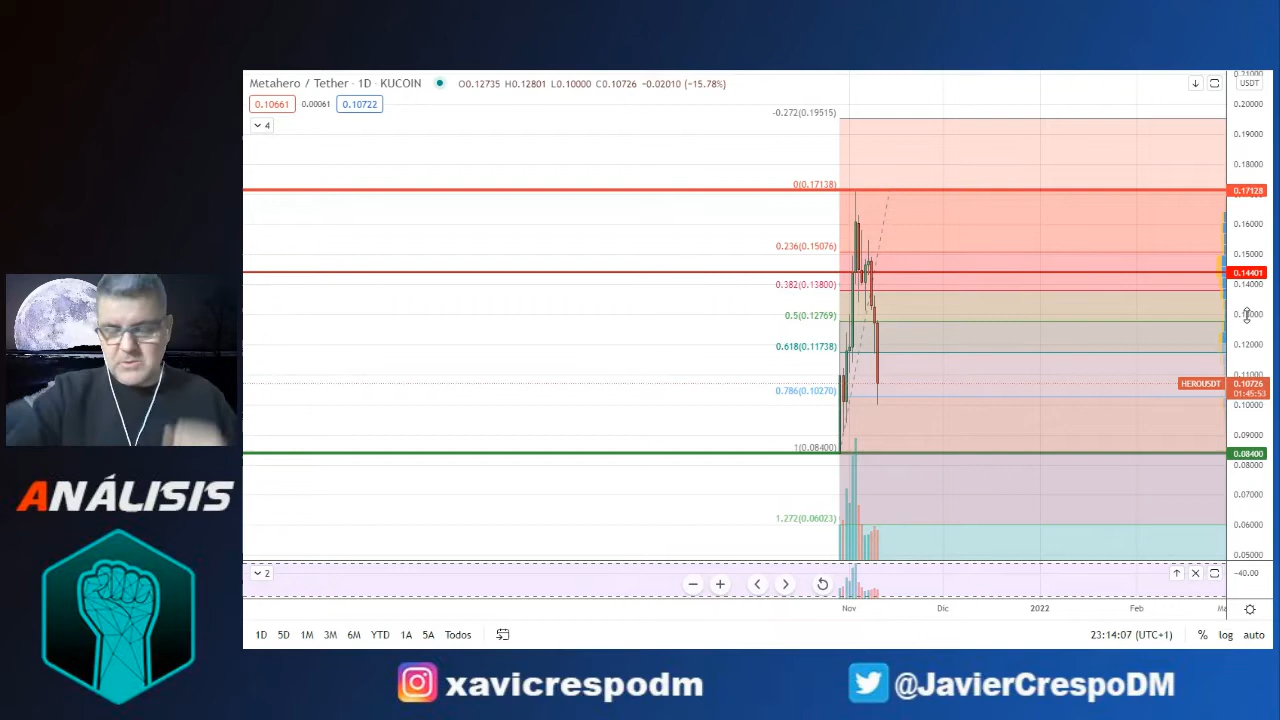 Metahero / Tether · 1D · KUCOIN
O0.12735 H0.12801 L0.10000 C0.10726 −0.02010 (−15.78%)
0.10661 0.00061 0.10722
4
USDT
0.21000
0.20000
0.19000
0.18000
0.17128
0.16000
0.15000
0.14401
0.14000
0.12000
0.11000
HEROUSDT 0.10726
01:45:53
0.10000
0.09000
0.08400
0.08000
0.07000
0.06000
0.05000
-0.272(0.19515)
0(0.17138)
0.236(0.15076)
0.382(0.13800)
0.5(0.12769)
0.618(0.11738)
0.786(0.10270)
1(0.08400)
1.272(0.06023)
2
−40.00
Nov Dic 2022 Feb
1D 5D 1M 3M 6M YTD 1A 5A Todos
23:14:07 (UTC+1) % log auto
ANÁLISIS
xavicrespodm
@JavierCrespoDM